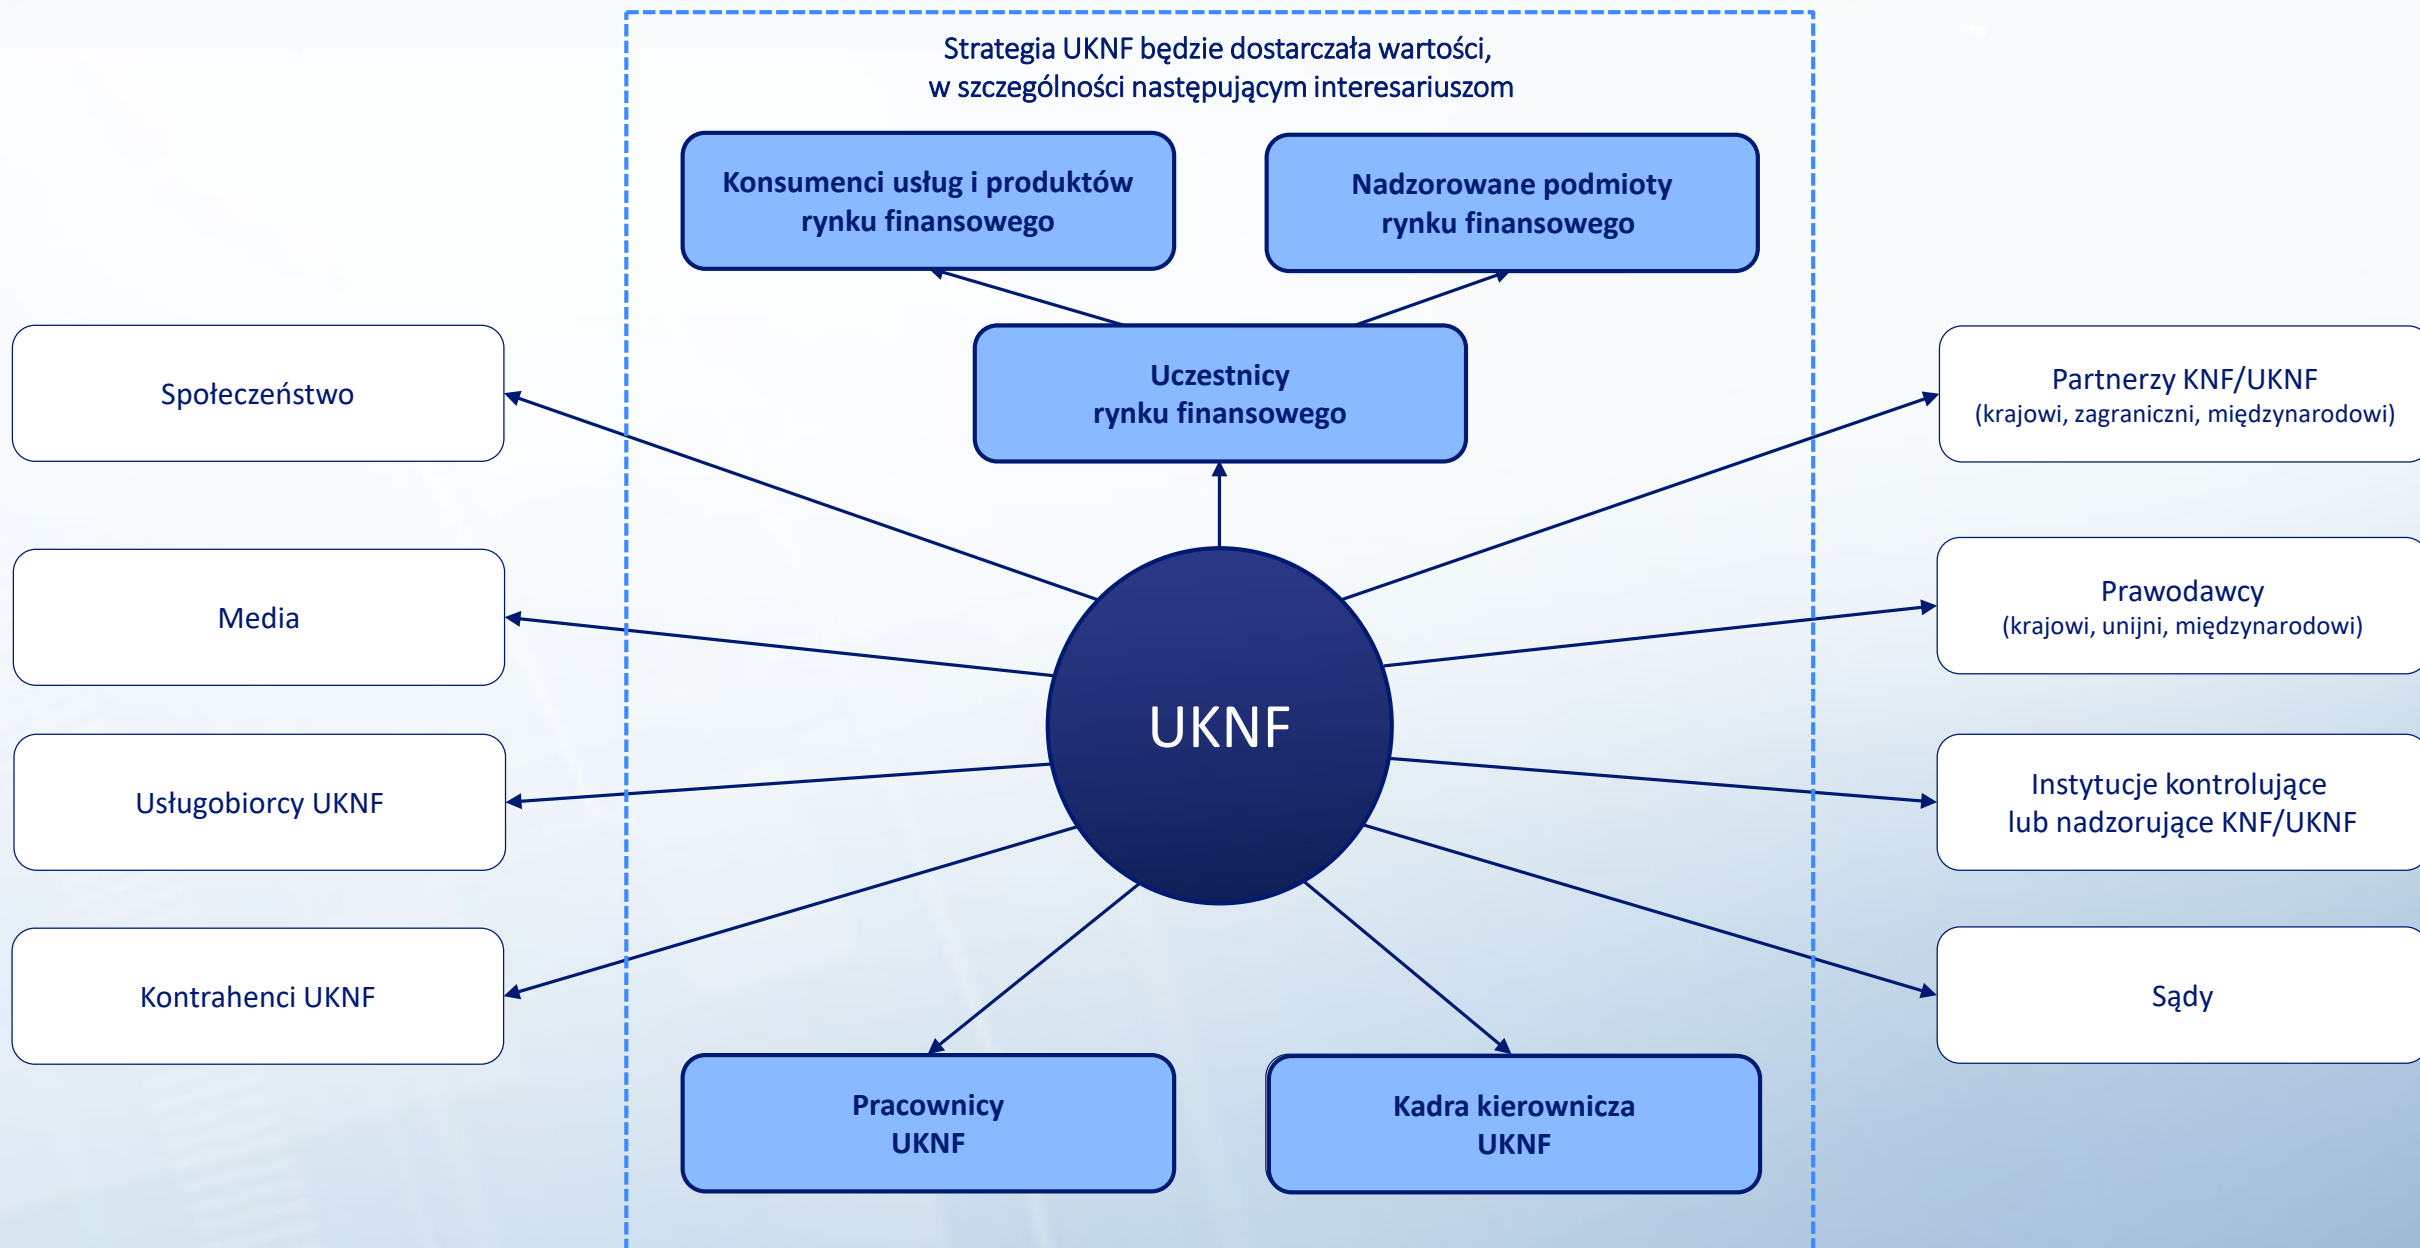 Strategia UKNF będzie dostarczała wartości,
w szczególności następującym interesariuszom
Konsumenci usług i produktów
rynku finansowego
Nadzorowane podmioty
rynku finansowego
Uczestnicy
rynku finansowego
Społeczeństwo
Media
Usługobiorcy UKNF
Kontrahenci UKNF
UKNF
Partnerzy KNF/UKNF
(krajowi, zagraniczni, międzynarodowi)
Prawodawcy
(krajowi, unijni, międzynarodowi)
Instytucje kontrolujące
lub nadzorujące KNF/UKNF
Sądy
Pracownicy
UKNF
Kadra kierownicza
UKNF